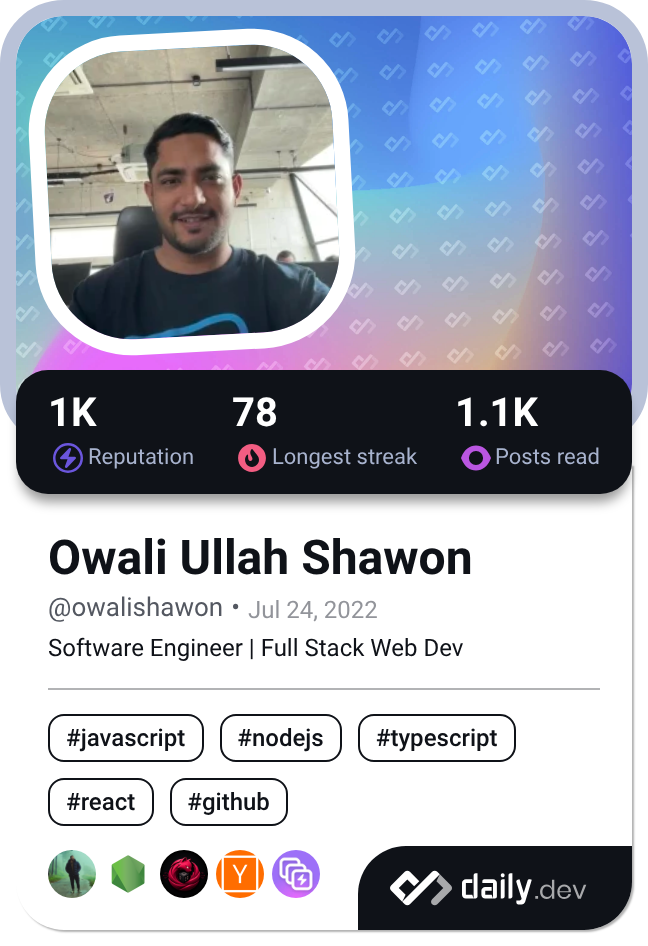 1K 78 1.1K
Reputation Longest streak Posts read
Owali Ullah Shawon
@owalishawon • Jul 24, 2022
Software Engineer | Full Stack Web Dev
#javascript #nodejs #typescript
#react #github
Y
daily.dev